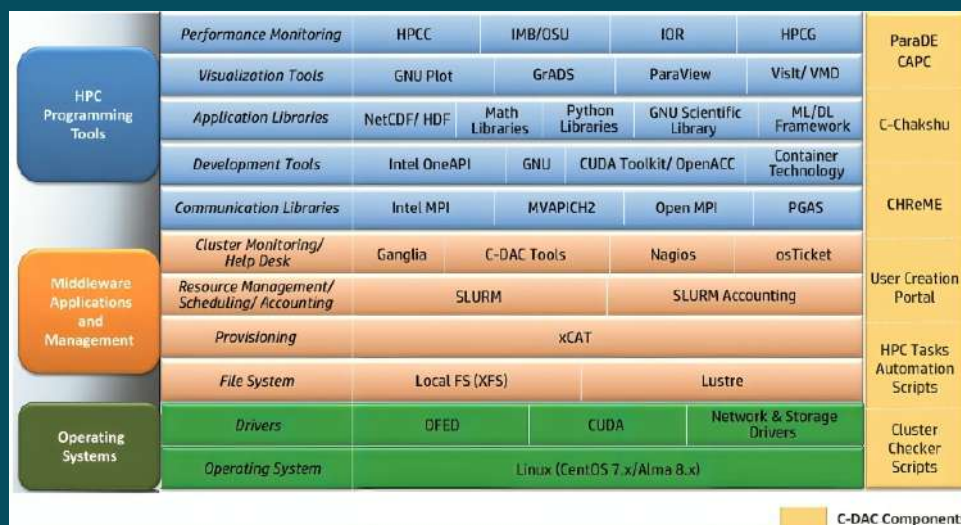 HPC
Programming
Tools
Performance Monitoring HPCC IMB/OSU IOR HPCG
Visualization Tools GNU Plot GrADS ParaView VisIt/ VMD
Application Libraries NetCDF/ HDF Math Libraries Python Libraries GNU Scientific Library ML/DL Framework
Development Tools Intel OneAPI GNU CUDA Toolkit/ OpenACC Container Technology
Communication Libraries Intel MPI MVAPICH2 Open MPI PGAS
Middleware
Applications
and
Management
Cluster Monitoring/ Help Desk Ganglia C-DAC Tools Nagios osTicket
Resource Management/ Scheduling/ Accounting SLURM SLURM Accounting
Provisioning xCAT
File System Local FS (XFS) Lustre
Operating
Systems
Drivers OFED CUDA Network & Storage Drivers
Operating System Linux (CentOS 7.x/Alma 8.x)
ParaDE
CAPC
C-Chakshu
CHReME
User Creation
Portal
HPC Tasks
Automation
Scripts
Cluster
Checker
Scripts
C-DAC Component